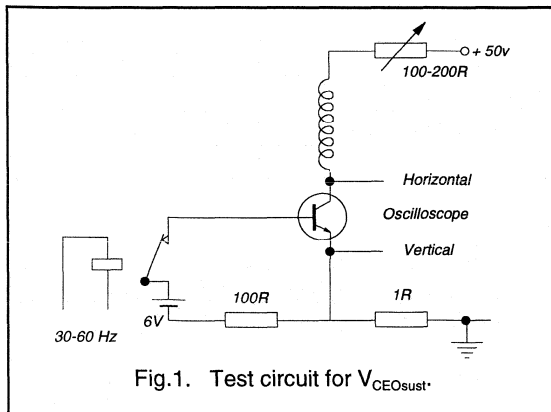 + 50v
100-200R
Horizontal
Oscilloscope
Vertical
100R
1R
6V
30-60 Hz
Fig.1. Test circuit for VCEOsust.